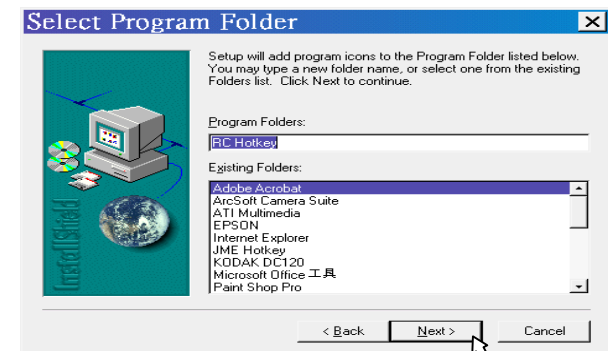 Select Program Folder
Setup will add program icons to the Program Folder listed below.
You may type a new folder name, or select one from the existing
Folders list. Click Next to continue.
Program Folders:
RC Hotkey
Existing Folders:
Adobe Acrobat
ArcSoft Camera Suite
ATI Multimedia
EPSON
Internet Explorer
JME Hotkey
KODAK DC120
Microsoft Office 工具
Paint Shop Pro
InstallShield
< Back
Next >
Cancel